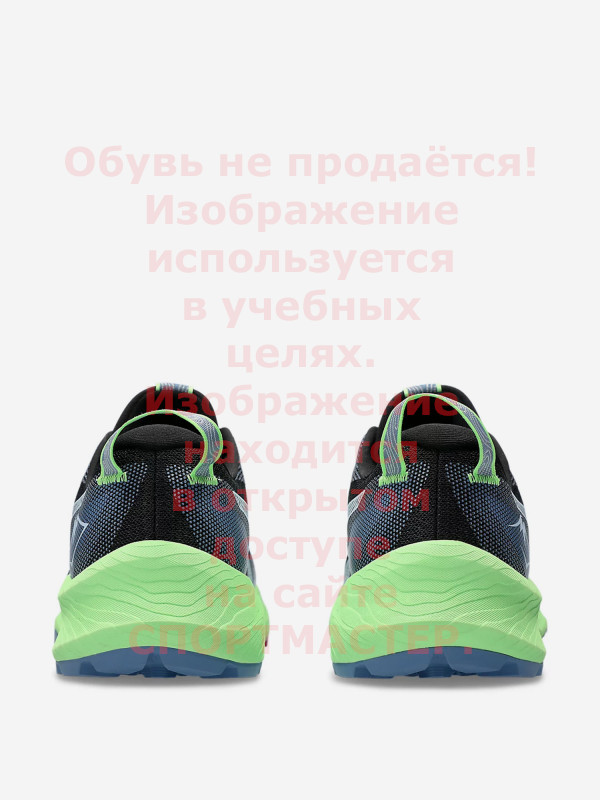 Обувь не продаётся!
Изображение
используется
в учебных
целях.
Изображение
находится
в открытом
доступе
на сайте
СПОРТМАСТЕР.